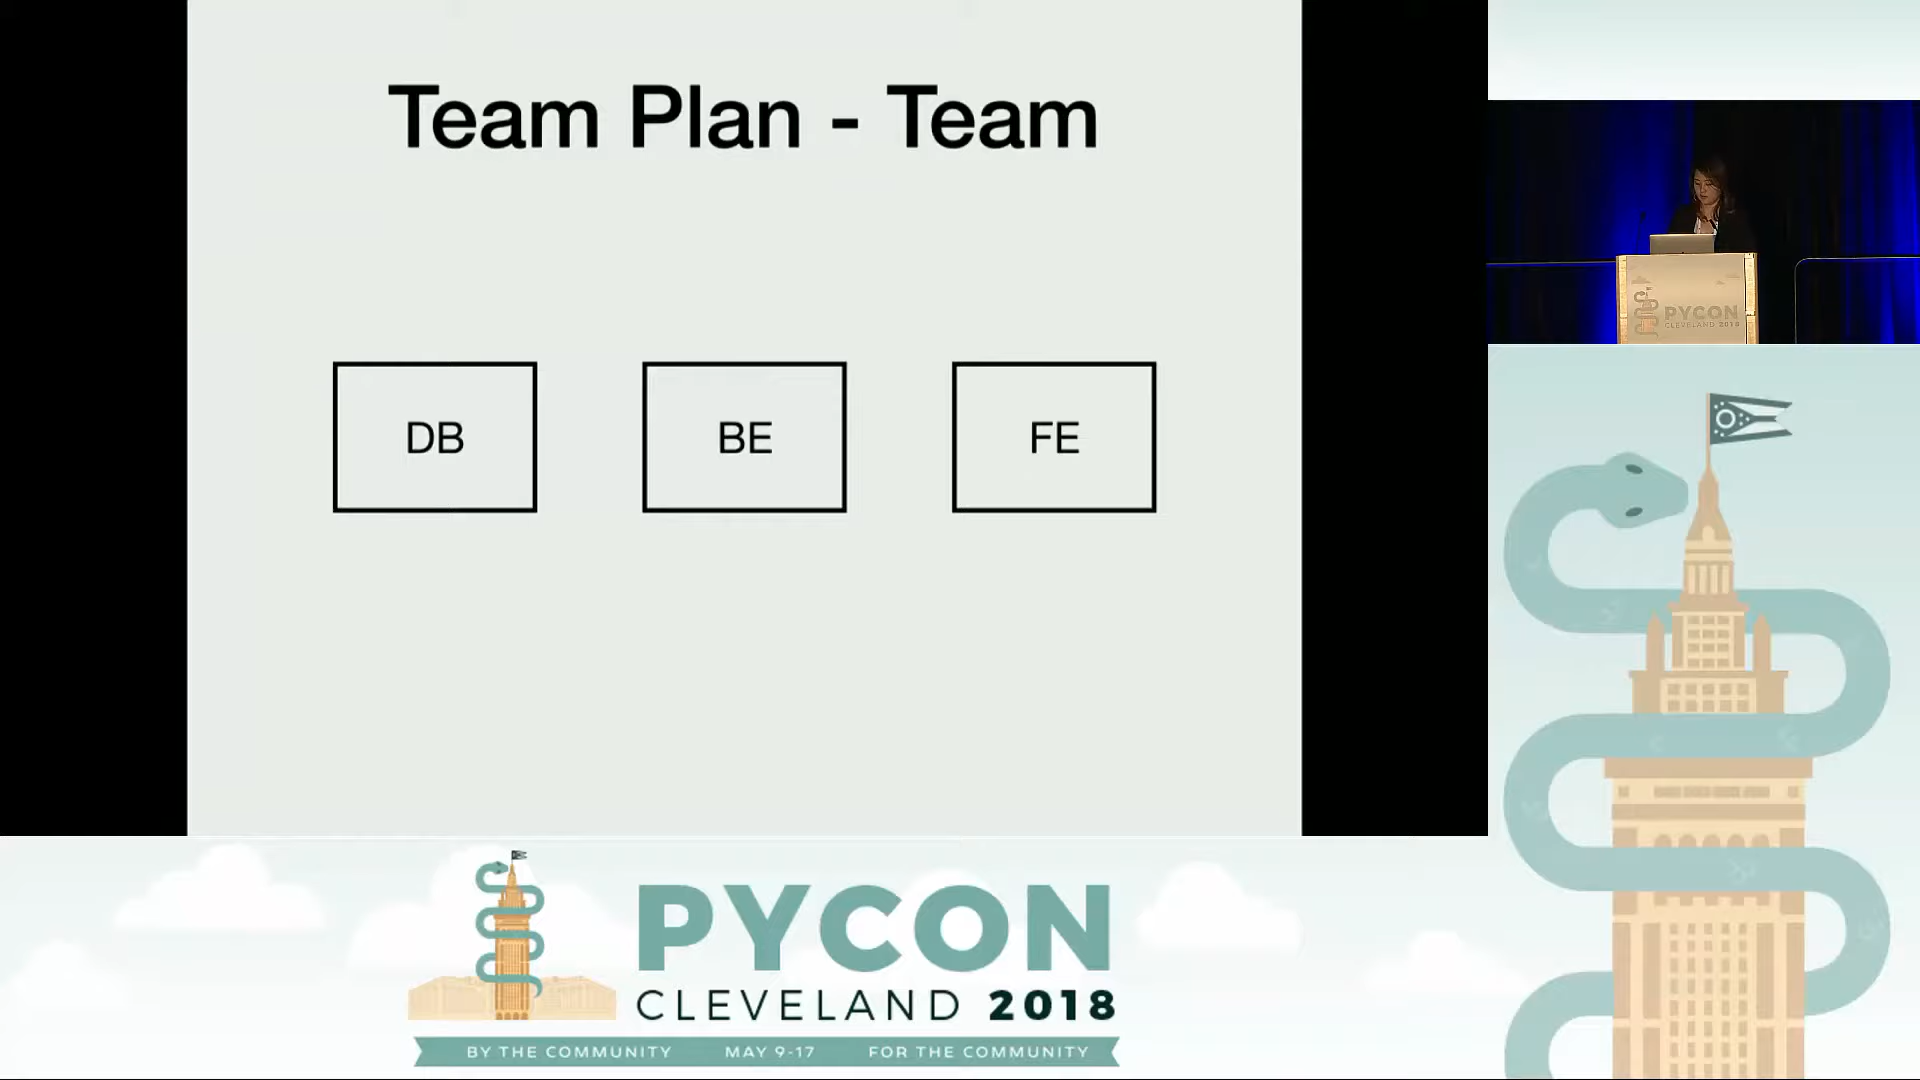 Team Plan - Team
DB
BE
FE
PYCON
CLEVELAND 2018
PYCON
CLEVELAND 2018
BY THE COMMUNITY MAY 9-17 FOR THE COMMUNITY